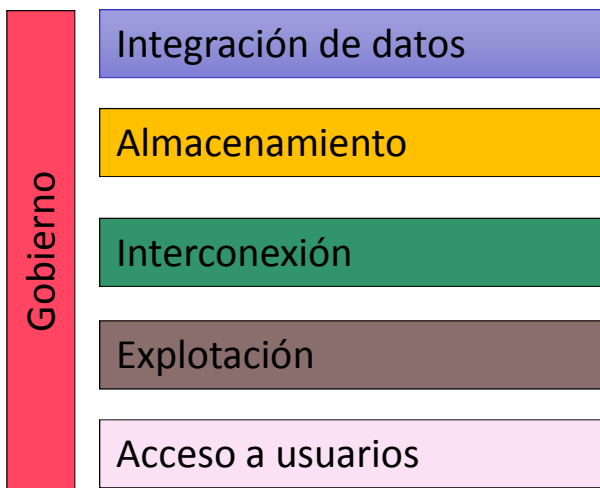 Gobierno
Integración de datos
Almacenamiento
Interconexión
Explotación
Acceso a usuarios